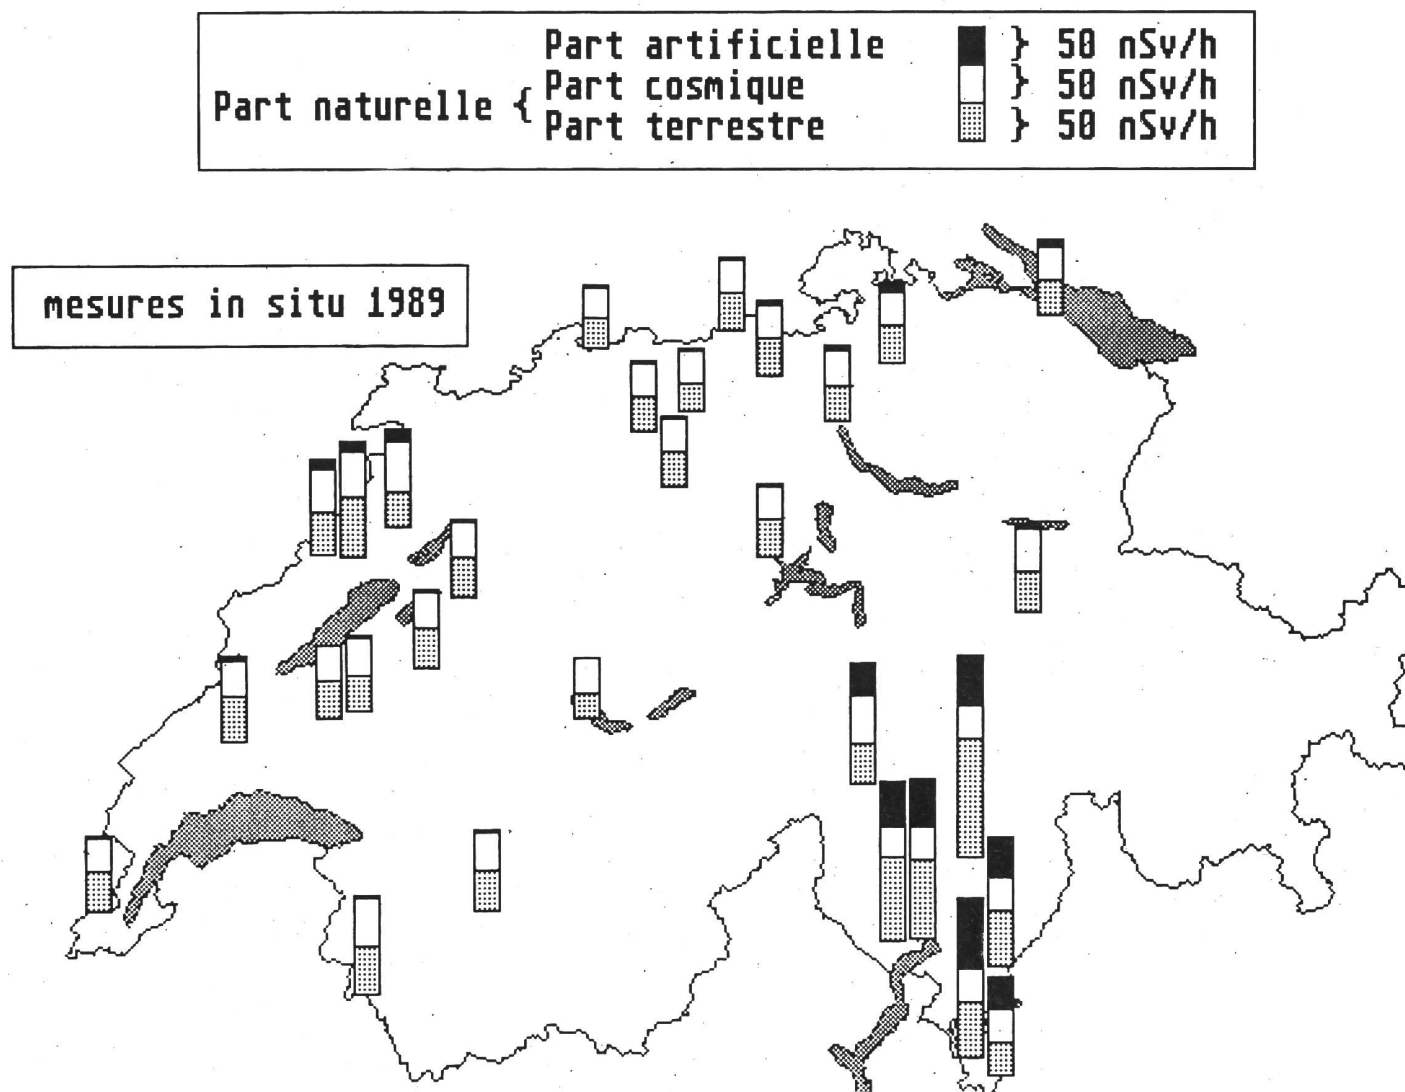 Part artificielle } 50 nSv/h
Part cosmique } 50 nSv/h
Part naturelle {
Part terrestre } 50 nSv/h
mesures in situ 1989